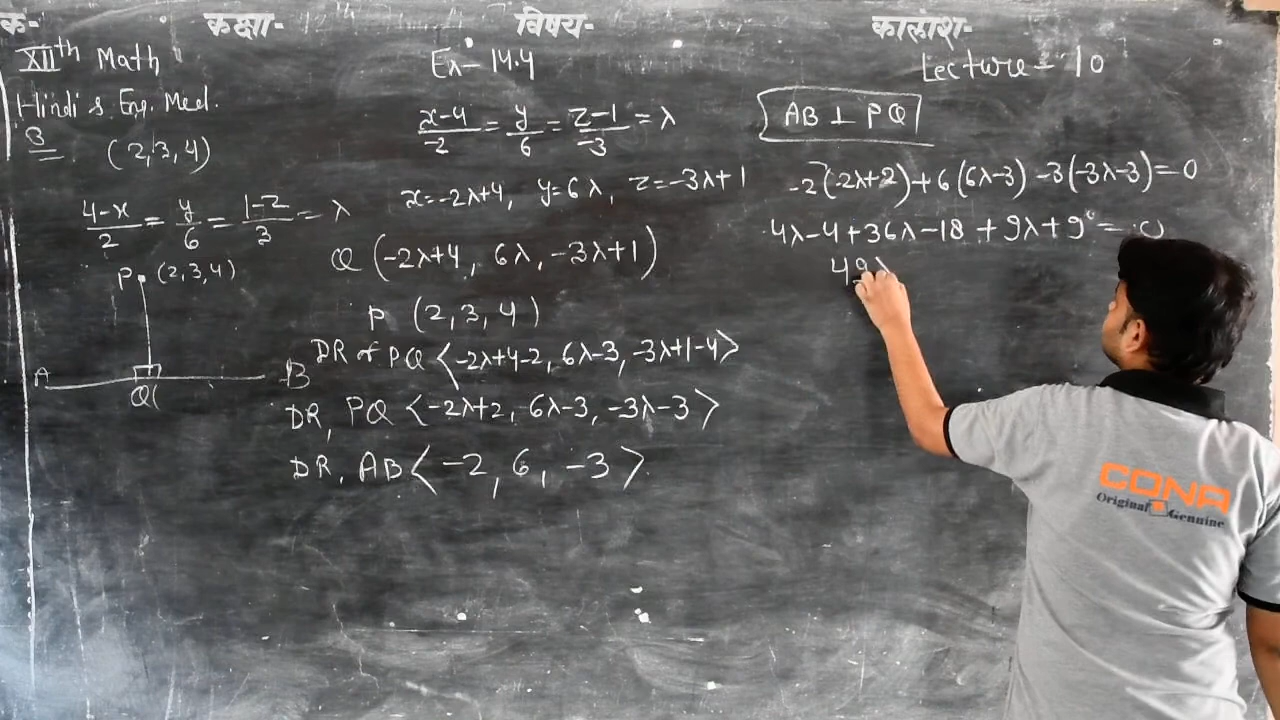 क- कक्षा- विषय- कालांश-
XIIth Math
Ex- 14.4
Lecture - 10
Hindi & Eng. Med.
3 (2,3,4)
4-x/2 = y/6 = 1-z/3 = λ
P (2,3,4)
A B
Q
x-4/-2 = y/6 = z-1/-3 = λ
x=-2λ+4, y=6λ, z=-3λ+1
Q (-2λ+4, 6λ, -3λ+1)
P (2,3,4)
DR of PQ <-2λ+4-2, 6λ-3, -3λ+1-4>
DR, PQ <-2λ+2, 6λ-3, -3λ-3>
DR, AB <-2, 6, -3>
AB ⊥ PQ
-2(-2λ+2)+6(6λ-3)-3(-3λ-3)=0
4λ-4+36λ-18+9λ+9=0
49λ
CONA
Original Genuine